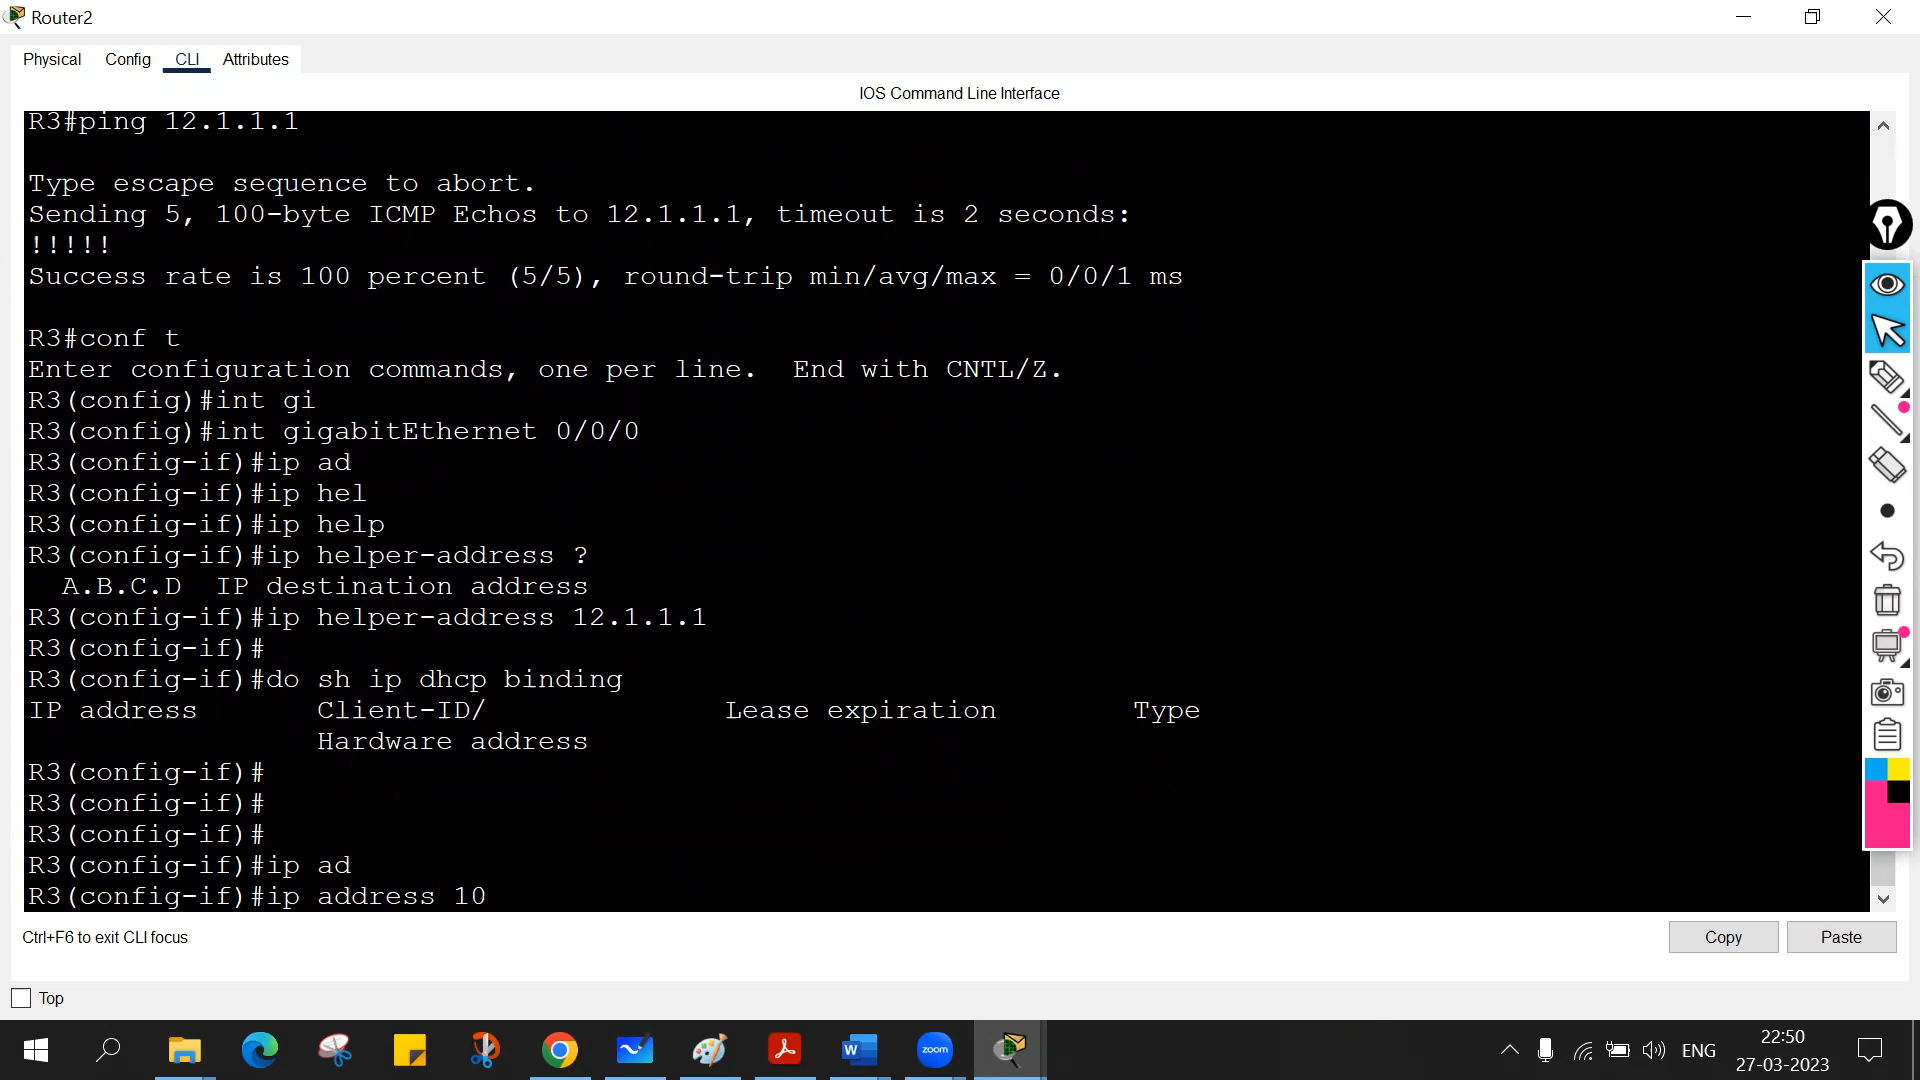 Router2
Physical Config CLI Attributes
IOS Command Line Interface
R3#ping 12.1.1.1
Type escape sequence to abort.
Sending 5, 100-byte ICMP Echos to 12.1.1.1, timeout is 2 seconds:
!!!!!
Success rate is 100 percent (5/5), round-trip min/avg/max = 0/0/1 ms
R3#conf t
Enter configuration commands, one per line.  End with CNTL/Z.
R3(config)#int gi
R3(config)#int gigabitEthernet 0/0/0
R3(config-if)#ip ad
R3(config-if)#ip hel
R3(config-if)#ip help
R3(config-if)#ip helper-address ?
A.B.C.D  IP destination address
R3(config-if)#ip helper-address 12.1.1.1
R3(config-if)#
R3(config-if)#do sh ip dhcp binding
IP address       Client-ID/              Lease expiration        Type
Hardware address
R3(config-if)#
R3(config-if)#
R3(config-if)#
R3(config-if)#ip ad
R3(config-if)#ip address 10
Ctrl+F6 to exit CLI focus
Copy
Paste
Top
W
zoom
ENG
22:50
27-03-2023